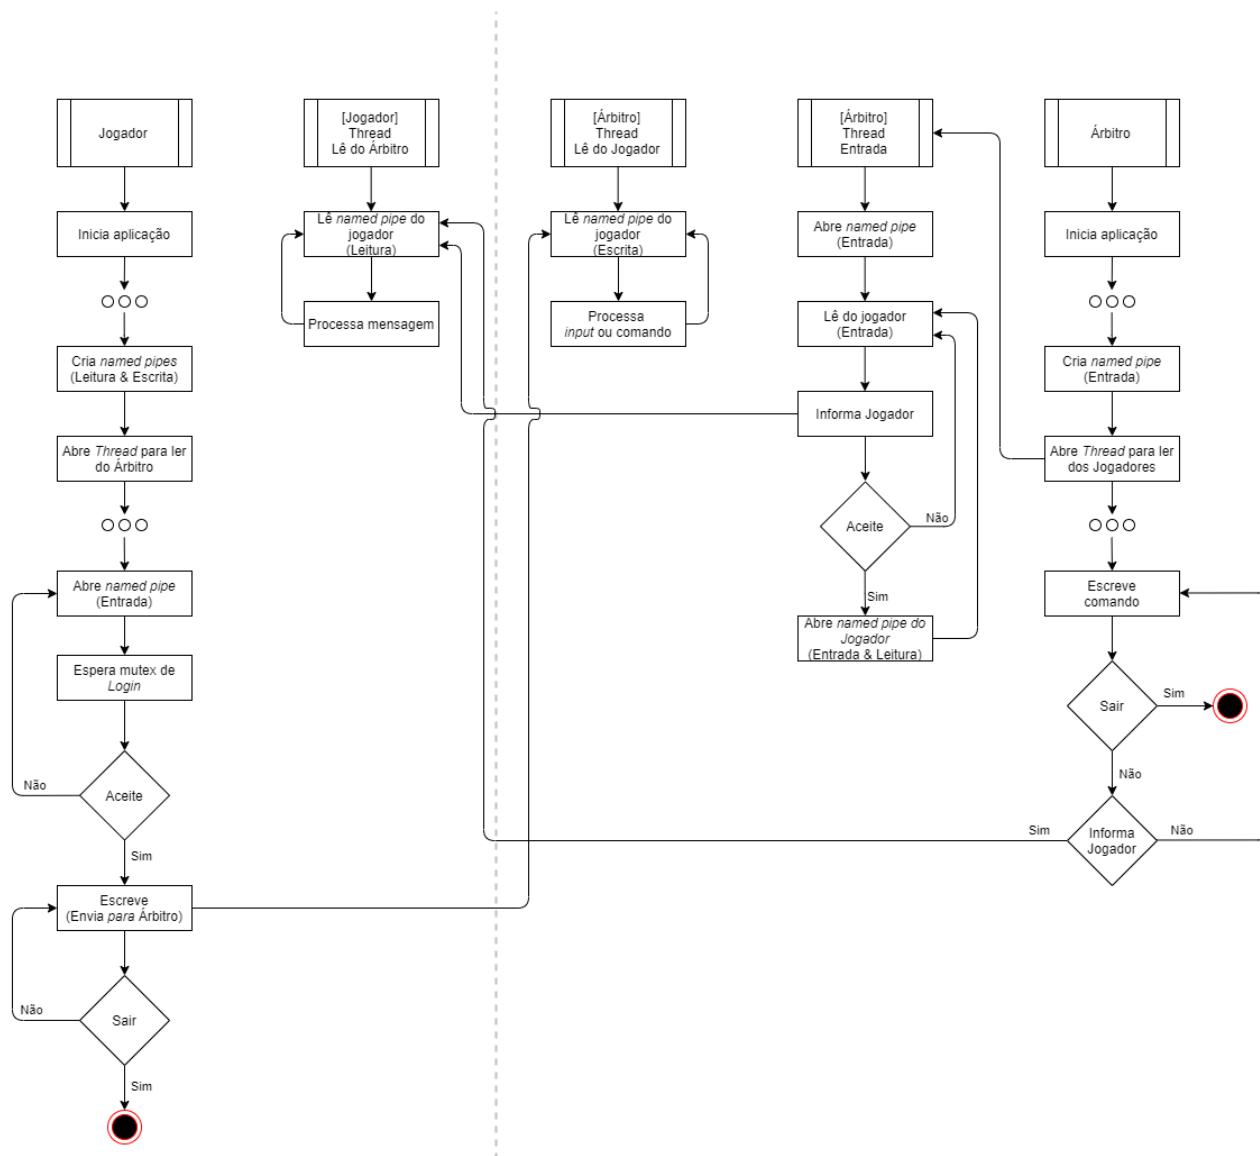 Jogador
Inicia aplicação
Cria named pipes
(Leitura & Escrita)
Abre Thread para ler
do Árbitro
Abre named pipe
(Entrada)
Espera mutex de
Login
Não
Aceite
Sim
Escreve
(Envia para Árbitro)
Não
Sair
Sim
[Jogador]
Thread
Lê do Árbitro
Lê named pipe do
jogador
(Leitura)
Processa mensagem
[Árbitro]
Thread
Lê do Jogador
Lê named pipe do
jogador
(Escrita)
Processa
input ou comando
[Árbitro]
Thread
Entrada
Abre named pipe
(Entrada)
Lê do jogador
(Entrada)
Informa Jogador
Aceite
Não
Sim
Abre named pipe do
Jogador
(Entrada & Leitura)
Árbitro
Inicia aplicação
Cria named pipe
(Entrada)
Abre Thread para ler
dos Jogadores
Escreve
comando
Sair
Sim
Não
Sim
Informa
Jogador
Não